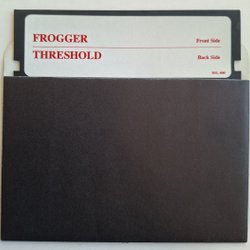 FROGGER Front Side
THRESHOLD Back Side